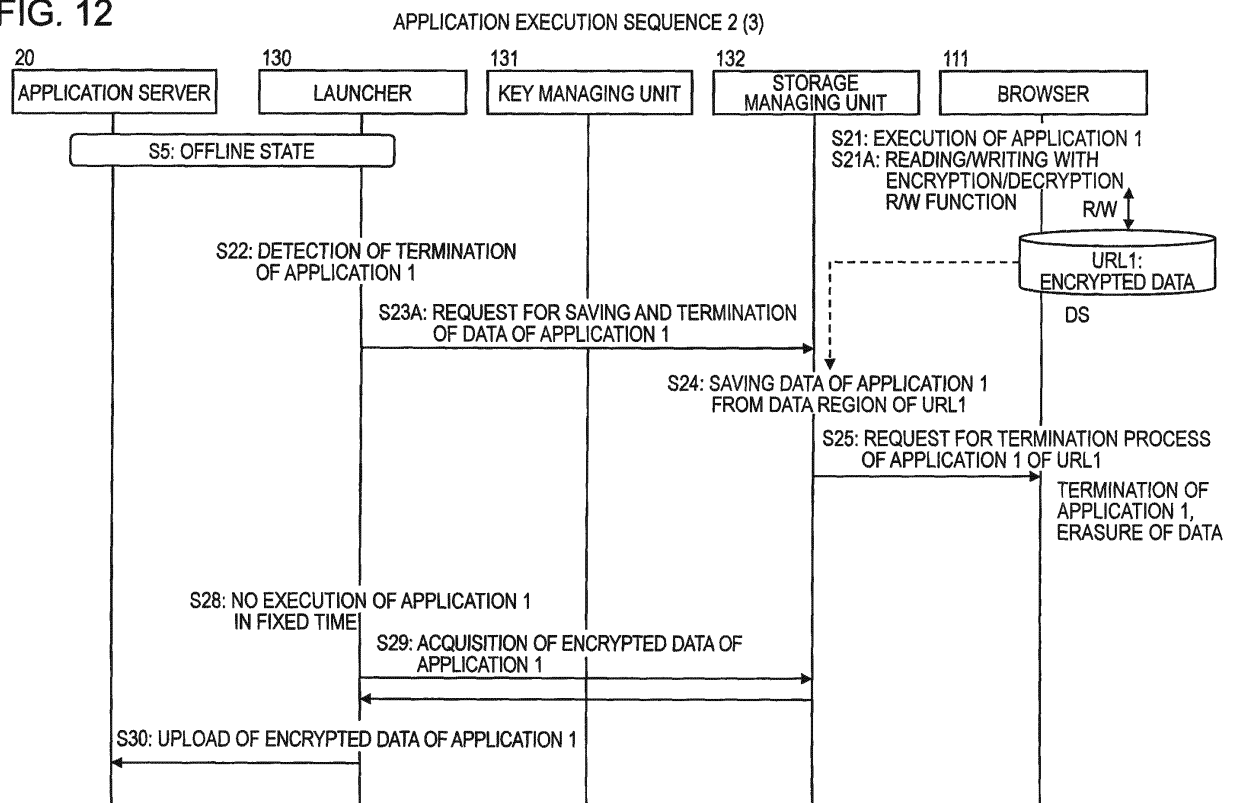 FIG. 12
APPLICATION EXECUTION SEQUENCE 2 (3)
20
130
131
132
111
APPLICATION SERVER
LAUNCHER
KEY MANAGING UNIT
STORAGE
MANAGING UNIT
BROWSER
S5: OFFLINE STATE
S21: EXECUTION OF APPLICATION 1
S21A: READING/WRITING WITH
ENCRYPTION/DECRYPTION
R/W FUNCTION
R/W
URL1:
ENCRYPTED DATA
DS
S22: DETECTION OF TERMINATION
OF APPLICATION 1
S23A: REQUEST FOR SAVING AND TERMINATION
OF DATA OF APPLICATION 1
S24: SAVING DATA OF APPLICATION 1
FROM DATA REGION OF URL1
S25: REQUEST FOR TERMINATION PROCESS
OF APPLICATION 1 OF URL1
TERMINATION OF
APPLICATION 1,
ERASURE OF DATA
S28: NO EXECUTION OF APPLICATION 1
IN FIXED TIME
S29: ACQUISITION OF ENCRYPTED DATA OF
APPLICATION 1
S30: UPLOAD OF ENCRYPTED DATA OF APPLICATION 1